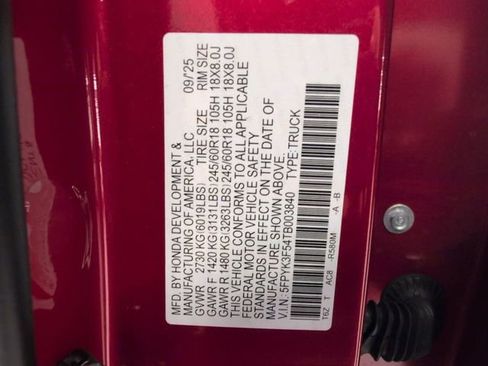 MFD. BY HONDA DEVELOPMENT &
MANUFACTURING OF AMERICA, LLC 09/'25
GVWR 2730 KG(6019LBS) TIRE SIZE RIM SIZE
GAWR F 1420 KG(3131LBS) 245/60R18 105H 18X8.0J
GAWR R 1480 KG(3263LBS) 245/60R18 105H 18X8.0J
THIS VEHICLE CONFORMS TO ALL APPLICABLE
FEDERAL MOTOR VEHICLE SAFETY
STANDARDS IN EFFECT ON THE DATE OF
MANUFACTURE SHOWN ABOVE.
V.I.N.: 5FPYK3F54TB003840 TYPE:TRUCK
T6Z T AC8 -R580M -A -B